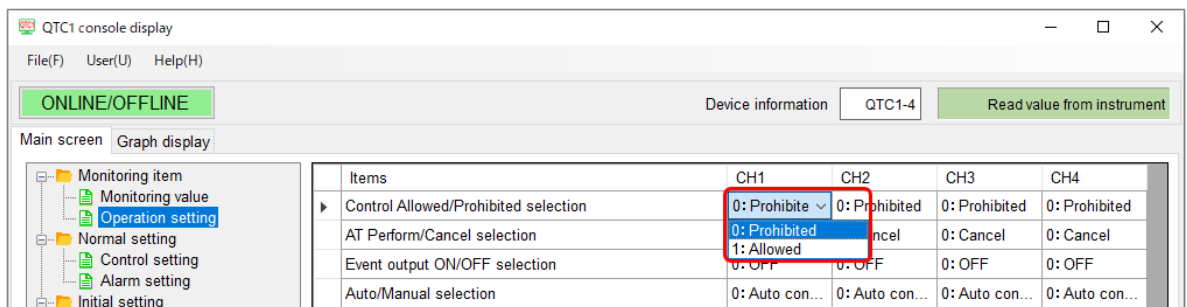 QTC1 console display
File(F) User(U) Help(H)
ONLINE/OFFLINE Device information QTC1-4 Read value from instrument
Main screen Graph display
Monitoring item
Monitoring value
Operation setting
Normal setting
Control setting
Alarm setting
Initial setting
Items CH1 CH2 CH3 CH4
Control Allowed/Prohibited selection 0: Prohibite 0: Prohibited 0: Prohibited 0: Prohibited
0: Prohibited
1: Allowed
AT Perform/Cancel selection ncel 0: Cancel 0: Cancel
Event output ON/OFF selection 0: OFF 0: OFF 0: OFF 0: OFF
Auto/Manual selection 0: Auto con... 0: Auto con... 0: Auto con... 0: Auto con...